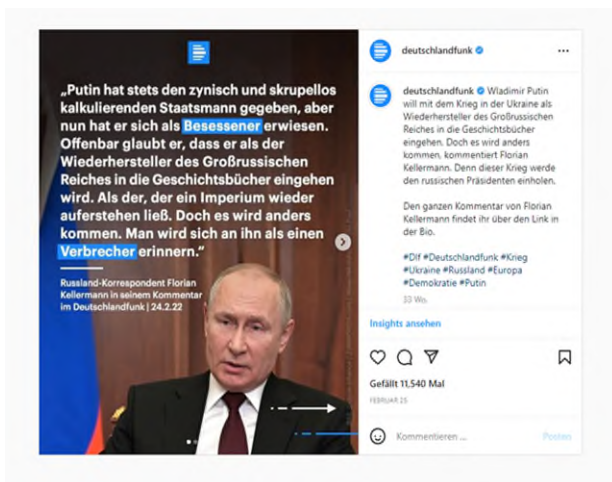 „Putin hat stets den zynisch und skrupellos
kalkulierenden Staatsmann gegeben, aber
nun hat er sich als Besessener erwiesen.
Offenbar glaubt er, dass er als der
Wiederhersteller des Großrussischen
Reiches in die Geschichtsbücher eingehen
wird. Als der, der ein Imperium wieder
auferstehen ließ. Doch es wird anders
kommen. Man wird sich an ihn als einen
Verbrecher erinnern.“
Russland-Korrespondent Florian
Kellermann in seinem Kommentar
im Deutschlandfunk | 24.2.22
deutschlandfunk
deutschlandfunk Wladimir Putin
will mit dem Krieg in der Ukraine als
Wiederhersteller des Großrussischen
Reiches in die Geschichtsbücher
eingehen. Doch es wird anders
kommen, kommentiert Florian
Kellermann. Denn dieser Krieg werde
den russischen Präsidenten einholen.
Den ganzen Kommentar von Florian
Kellermann findet ihr über den Link in
der Bio.
#Dlf #Deutschlandfunk #Krieg
#Ukraine #Russland #Europa
#Demokratie #Putin
33 Wo.
Insights ansehen
Gefällt 11.540 Mal
FEBRUAR 25
Kommentieren ...
Posten